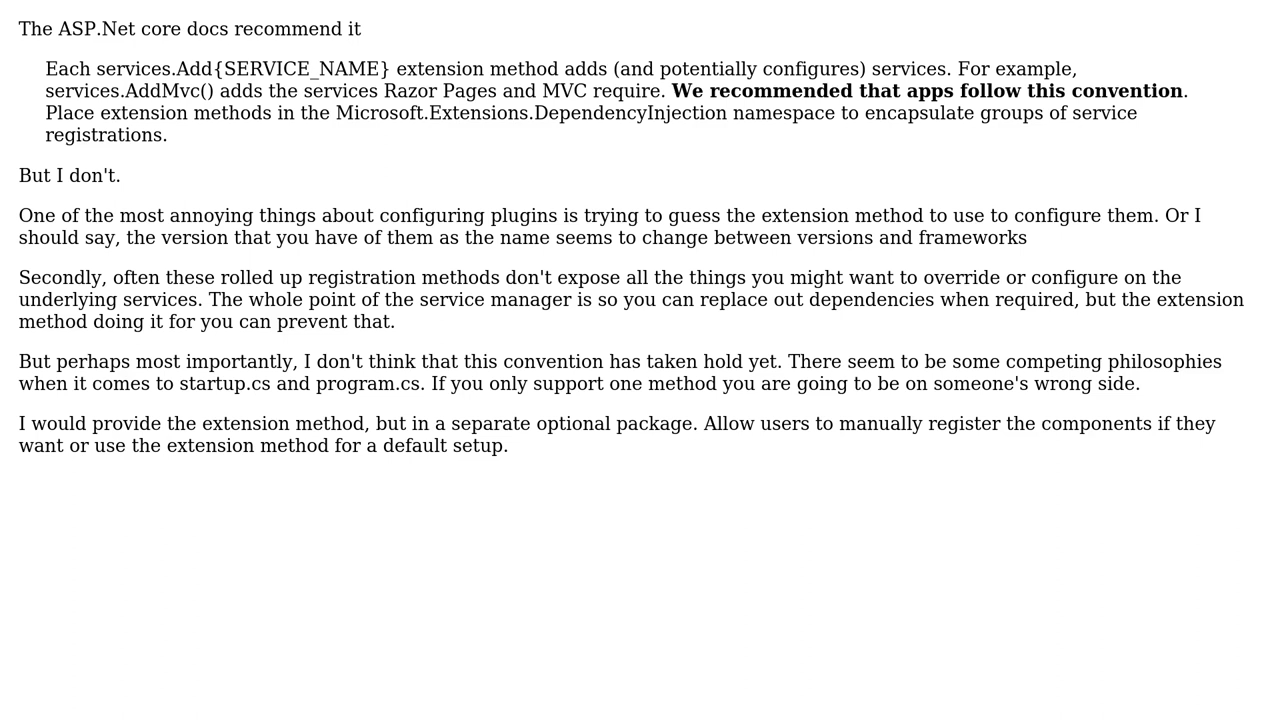 The ASP.Net core docs recommend it
Each services.Add{SERVICE_NAME} extension method adds (and potentially configures) services. For example,
services.AddMvc() adds the services Razor Pages and MVC require. We recommended that apps follow this convention.
Place extension methods in the Microsoft.Extensions.DependencyInjection namespace to encapsulate groups of service
registrations.
But I don't.
One of the most annoying things about configuring plugins is trying to guess the extension method to use to configure them. Or I
should say, the version that you have of them as the name seems to change between versions and frameworks
Secondly, often these rolled up registration methods don't expose all the things you might want to override or configure on the
underlying services. The whole point of the service manager is so you can replace out dependencies when required, but the extension
method doing it for you can prevent that.
But perhaps most importantly, I don't think that this convention has taken hold yet. There seem to be some competing philosophies
when it comes to startup.cs and program.cs. If you only support one method you are going to be on someone's wrong side.
I would provide the extension method, but in a separate optional package. Allow users to manually register the components if they
want or use the extension method for a default setup.